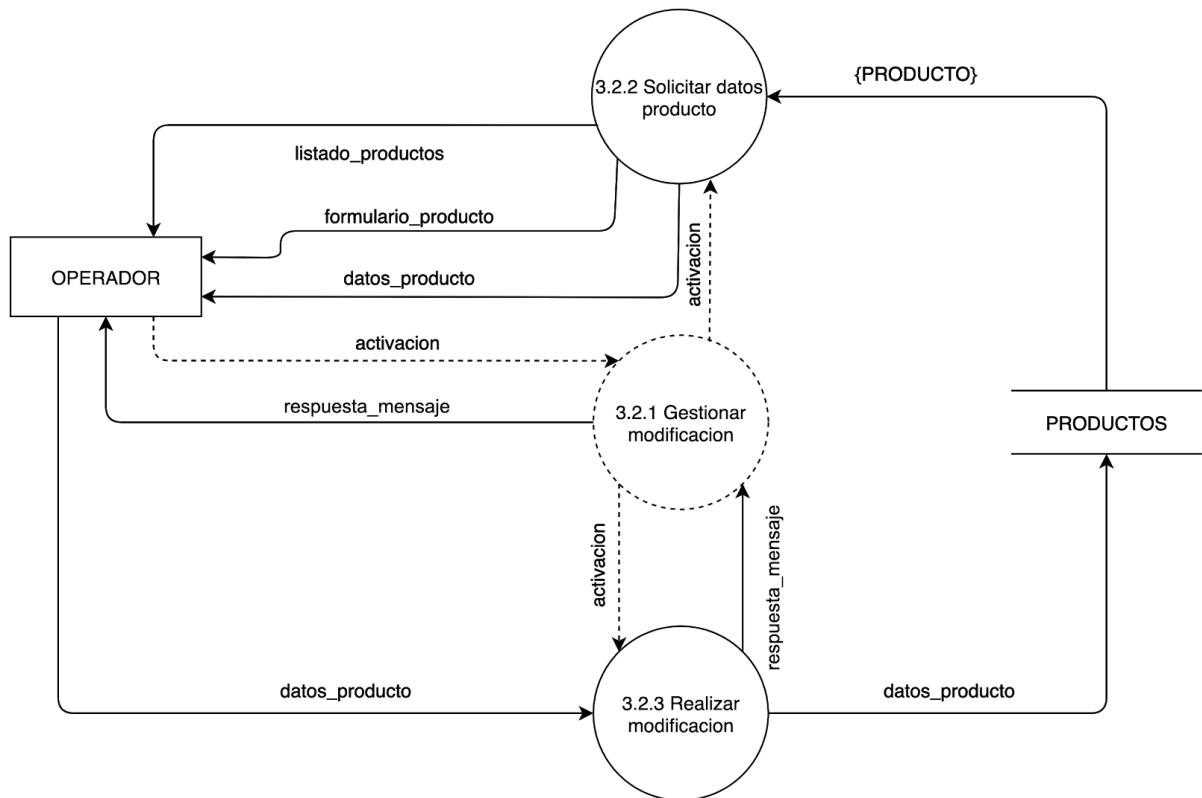 {PRODUCTO}
3.2.2 Solicitar datos
producto
listado_productos
formulario_producto
OPERADOR
datos_producto
activacion
activacion
respuesta_mensaje
3.2.1 Gestionar
modificacion
PRODUCTOS
activacion
respuesta_mensaje
datos_producto
3.2.3 Realizar
modificacion
datos_producto